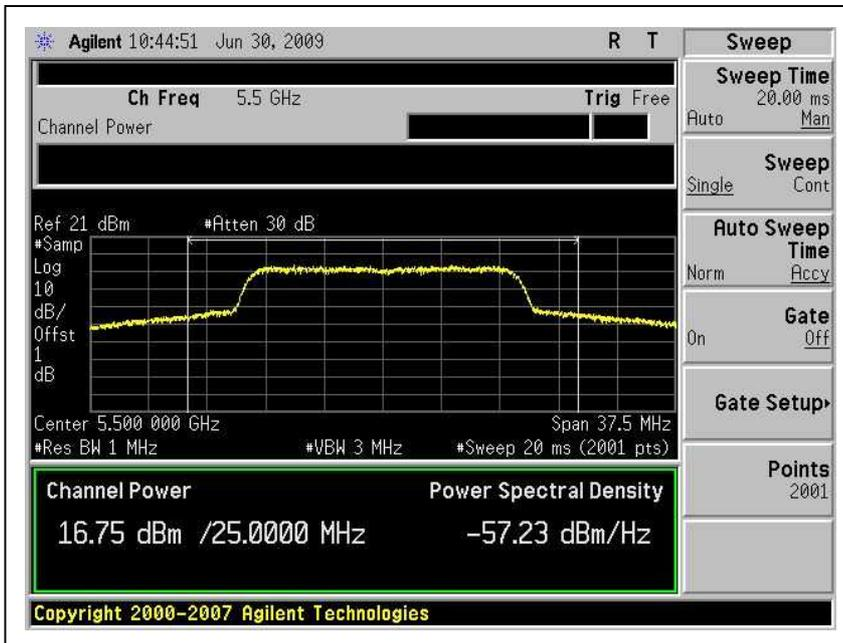 Agilent 10:44:51 Jun 30, 2009 R T
Ch Freq 5.5 GHz Trig Free
Channel Power
Ref 21 dBm #Atten 30 dB
#Samp
Log
10
dB/
Offst
1
dB
Center 5.500 000 GHz Span 37.5 MHz
#Res BW 1 MHz #VBW 3 MHz #Sweep 20 ms (2001 pts)
Channel Power Power Spectral Density
16.75 dBm /25.0000 MHz -57.23 dBm/Hz
Copyright 2000-2007 Agilent Technologies
Sweep
Sweep Time
20.00 ms
Auto Man
Sweep
Single Cont
Auto Sweep
Time
Norm Accy
Gate
On Off
Gate Setup
Points
2001